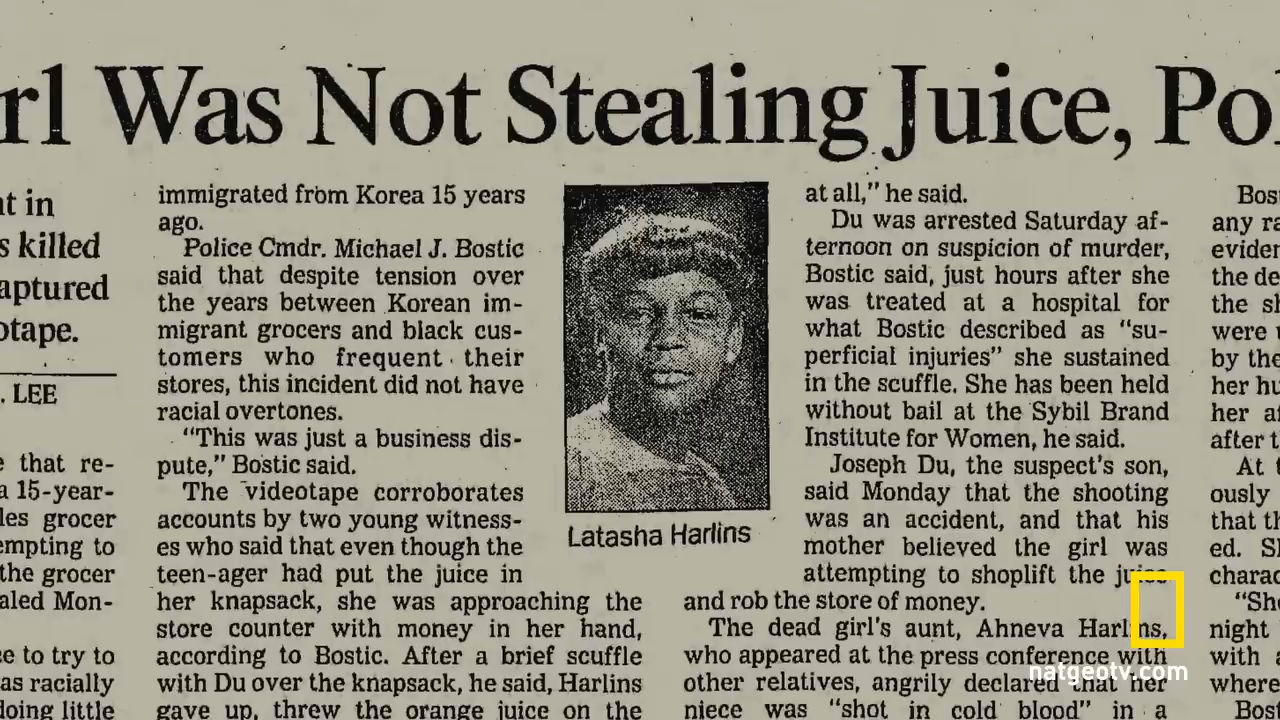 rl Was Not Stealing Juice, Po
t in
s killed
aptured
otape.
. LEE
e that re-
a 15-year-
les grocer
empting to
the grocer
aled Mon-
ce to try to
as racially
doing little
immigrated from Korea 15 years
ago.
Police Cmdr. Michael J. Bostic
said that despite tension over
the years between Korean im-
migrant grocers and black cus-
tomers who frequent their
stores, this incident did not have
racial overtones.
"This was just a business dis-
pute," Bostic said.
The videotape corroborates
accounts by two young witness-
es who said that even though the
teen-ager had put the juice in
her knapsack, she was approaching the
store counter with money in her hand,
according to Bostic. After a brief scuffle
with Du over the knapsack, he said, Harlins
gave up, threw the orange juice on the
Latasha Harlins
at all," he said.
Du was arrested Saturday af-
ternoon on suspicion of murder,
Bostic said, just hours after she
was treated at a hospital for
what Bostic described as "su-
perficial injuries" she sustained
in the scuffle. She has been held
without bail at the Sybil Brand
Institute for Women, he said.
Joseph Du, the suspect's son,
said Monday that the shooting
was an accident, and that his
mother believed the girl was
attempting to shoplift the juice
and rob the store of money.
The dead girl's aunt, Ahneva Harlins,
who appeared at the press conference with
other relatives, angrily declared that her
niece was "shot in cold blood" in a
Bos
any ra
eviden
the de
the sh
were
by the
her hu
her a
after t
At t
ously
that th
ed. S
charac
"She
night
with a
where
Bos
natgeotv.com